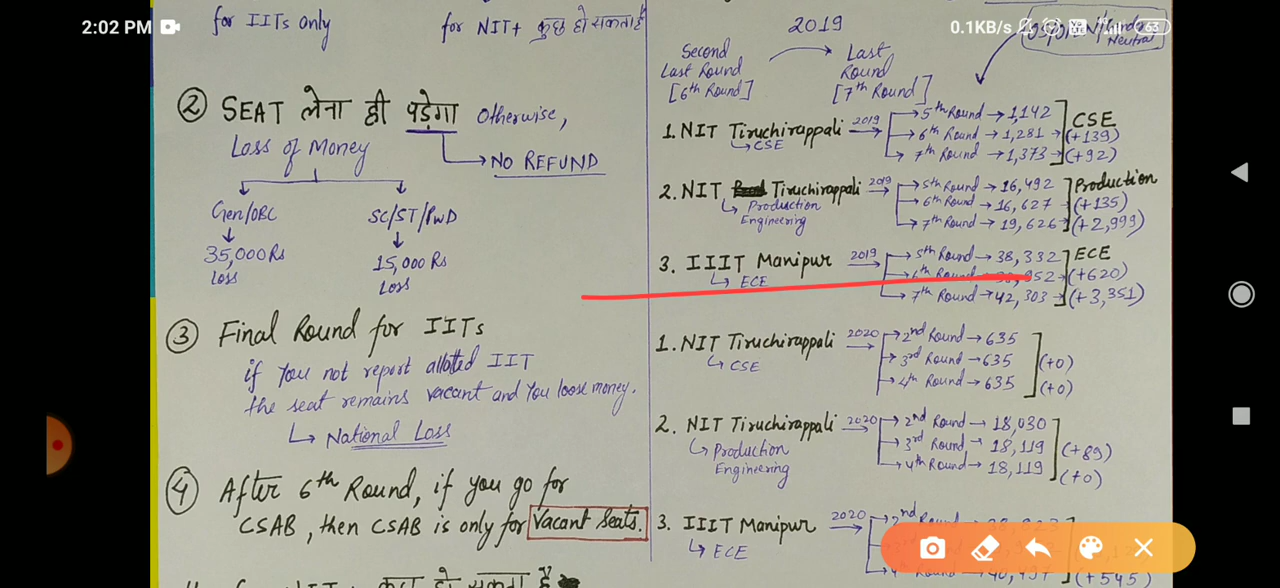 2:02 PM
0.1KB/s
63
for IITs only
for NIT+ कुछ हो सकता है
② SEAT लेना ही पड़ेगा Otherwise,
Loss of Money
→ NO REFUND
Gen/OBC
SC/ST/PwD
35,000 Rs
Loss
15,000 Rs
Loss
③ Final Round for IITs
if You not report allotted IIT
the seat remains vacant and You loose money.
↳ National Loss
④ After 6th Round, if you go for
CSAB, then CSAB is only for Vacant Seats.
2019
Neutral
Second
Last Round
[6th Round]
Last
Round
[7th Round]
1. NIT Tiruchirappali 2019
↳ CSE
5th Round → 1,142 CSE
6th Round → 1,281 → (+139)
7th Round → 1,373 → (+92)
2. NIT Tiruchirappali 2019
↳ Production
Engineering
5th Round → 16,492 Production
6th Round → 16,627 (+135)
7th Round → 19,626 (+2,999)
3. IIIT Manipur 2019
↳ ECE
5th Round → 38,332 ECE
6th Round → 38,952 (+620)
7th Round → 42,303 → (+3,351)
1. NIT Tiruchirappali 2020
↳ CSE
2nd Round → 635
3rd Round → 635 (+0)
4th Round → 635 (+0)
2. NIT Tiruchirappali 2020
↳ Production
Engineering
2nd Round → 18,030
3rd Round → 18,119 (+89)
4th Round → 18,119 (+0)
3. IIIT Manipur 2020
↳ ECE
2nd Round
(+545)